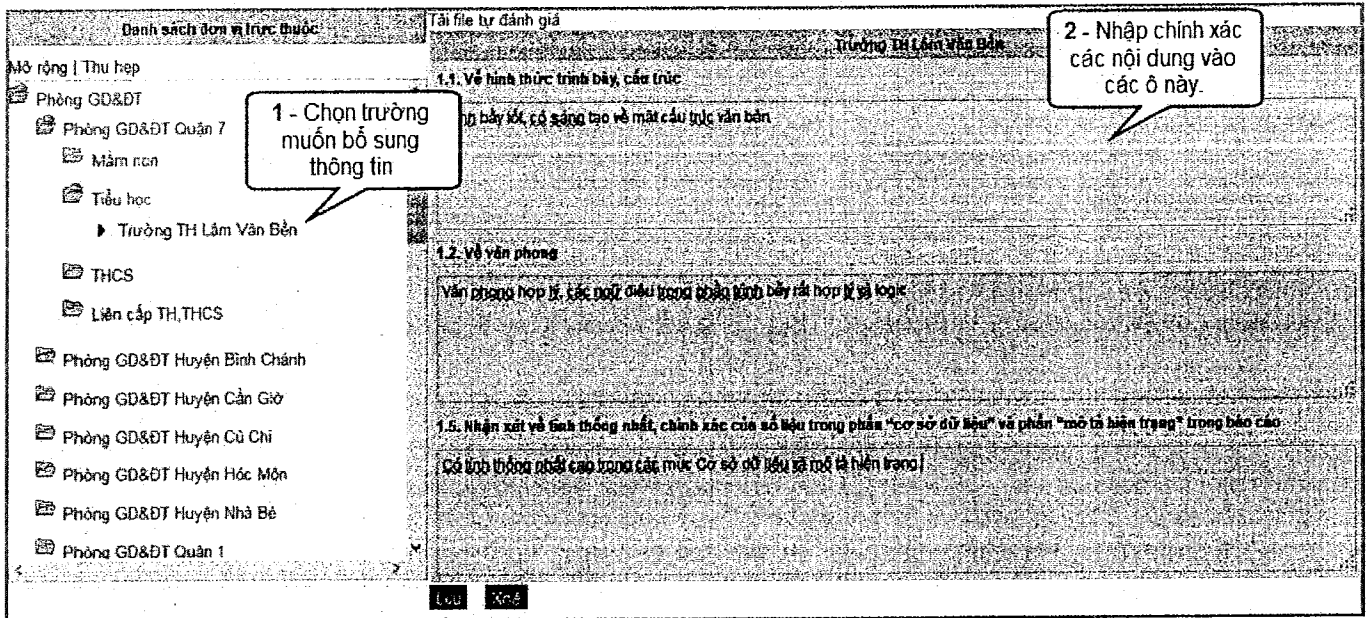 Danh sách đơn vị trực thuộc
Mở rộng | Thu hẹp
Phòng GD&ĐT
Phòng GD&ĐT Quận 7
Mầm non
Tiểu học
Trường TH Lâm Văn Bền
THCS
Liên cấp TH,THCS
Phòng GD&ĐT Huyện Bình Chánh
Phòng GD&ĐT Huyện Cần Giờ
Phòng GD&ĐT Huyện Củ Chi
Phòng GD&ĐT Huyện Hóc Môn
Phòng GD&ĐT Huyện Nhà Bè
Phòng GD&ĐT Quận 1
1 - Chọn trường
muốn bổ sung
thông tin
Tải file tự đánh giá
Trường TH Lâm Văn Bền
2 - Nhập chính xác
các nội dung vào
các ô này.
1.1. Về hình thức trình bày, cấu trúc
bày tốt, có sáng tạo về mặt cấu trúc văn bản
1.2. Về văn phong
Văn phong hợp lý, các ngữ điệu trong phần trình bày rất hợp lý và logic
1.5. Nhận xét về tính thống nhất, chính xác của số liệu trong phần "cơ sở dữ liệu" và phần "mô tả hiện trạng" trong báo cáo
Có tính thống nhất cao trong các mục Cơ sở dữ liệu và mô tả hiện trạng
Lưu Xoá